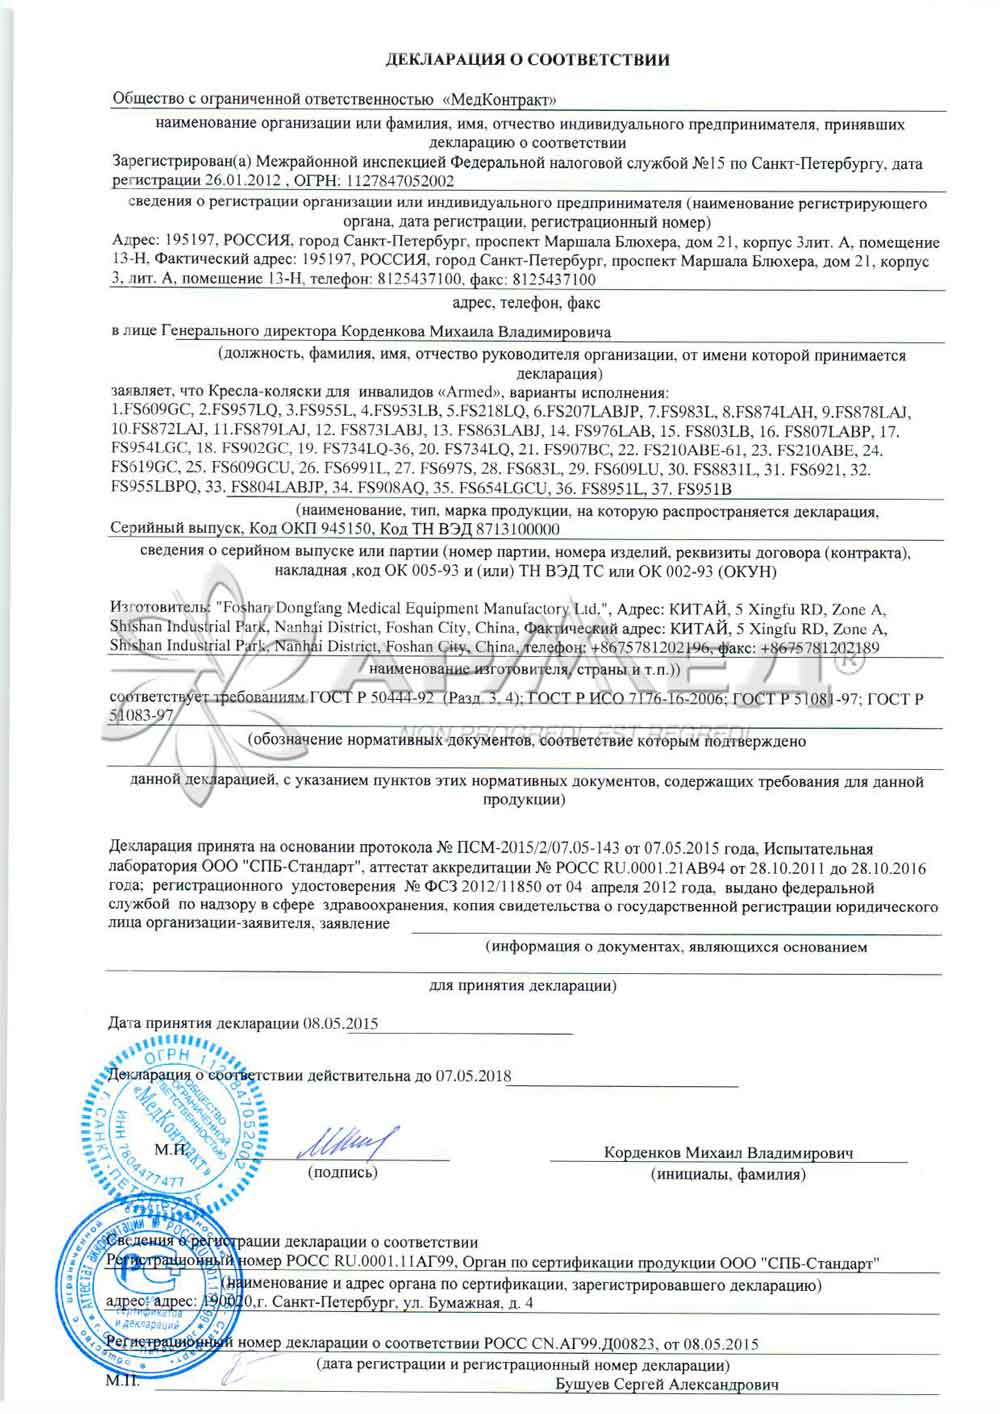 ДЕКЛАРАЦИЯ О СООТВЕТСТВИИ
Общество с ограниченной ответственностью «МедКонтракт»
наименование организации или фамилия, имя, отчество индивидуального предпринимателя, принявших
декларацию о соответствии
Зарегистрирован(а) Межрайонной инспекцией Федеральной налоговой службой №15 по Санкт-Петербургу, дата
регистрации 26.01.2012 , ОГРН: 1127847052002
сведения о регистрации организации или индивидуального предпринимателя (наименование регистрирующего
органа, дата регистрации, регистрационный номер)
Адрес: 195197, РОССИЯ, город Санкт-Петербург, проспект Маршала Блюхера, дом 21, корпус 3лит. А, помещение
13-Н, Фактический адрес: 195197, РОССИЯ, город Санкт-Петербург, проспект Маршала Блюхера, дом 21, корпус
3, лит. А, помещение 13-Н, телефон: 8125437100, факс: 8125437100
адрес, телефон, факс
в лице Генерального директора Корденкова Михаила Владимировича
(должность, фамилия, имя, отчество руководителя организации, от имени которой принимается
декларация)
заявляет, что Кресла-коляски для инвалидов «Armed», варианты исполнения:
1.FS609GC, 2.FS957LQ, 3.FS955L, 4.FS953LB, 5.FS218LQ, 6.FS207LABJP, 7.FS983L, 8.FS874LAH, 9.FS878LAJ,
10.FS872LAJ, 11.FS879LAJ, 12. FS873LABJ, 13. FS863LABJ, 14. FS976LAB, 15. FS803LB, 16. FS807LABP, 17.
FS954LGC, 18. FS902GC, 19. FS734LQ-36, 20. FS734LQ, 21. FS907BC, 22. FS210ABE-61, 23. FS210ABE, 24.
FS619GC, 25. FS609GCU, 26. FS6991L, 27. FS697S, 28. FS683L, 29. FS609LU, 30. FS8831L, 31. FS6921, 32.
FS955LBPQ, 33. FS804LABJP, 34. FS908AQ, 35. FS654LGCU, 36. FS8951L, 37. FS951B
(наименование, тип, марка продукции, на которую распространяется декларация,
Серийный выпуск, Код ОКП 945150, Код ТН ВЭД 8713100000
сведения о серийном выпуске или партии (номер партии, номера изделий, реквизиты договора (контракта),
накладная ,код ОК 005-93 и (или) ТН ВЭД ТС или ОК 002-93 (ОКУН)
Изготовитель: "Foshan Dongfang Medical Equipment Manufactory Ltd.", Адрес: КИТАЙ, 5 Xingfu RD, Zone A,
Shishan Industrial Park, Nanhai District, Foshan City, China, Фактический адрес: КИТАЙ, 5 Xingfu RD, Zone A,
Shishan Industrial Park, Nanhai District, Foshan City, China, телефон: +8675781202196, факс: +8675781202189
АРМЕД®
наименование изготовителя, страны и т.п.))
соответствует требованиям ГОСТ Р 50444-92 (Разд. 3, 4); ГОСТ Р ИСО 7176-16-2006; ГОСТ Р 51081-97; ГОСТ Р
51083-97
NON PROGREDI EST REGREDI
(обозначение нормативных документов, соответствие которым подтверждено
данной декларацией, с указанием пунктов этих нормативных документов, содержащих требования для данной
продукции)
Декларация принята на основании протокола № ПСМ-2015/2/07.05-143 от 07.05.2015 года, Испытательная
лаборатория ООО "СПБ-Стандарт", аттестат аккредитации № РОСС RU.0001.21АВ94 от 28.10.2011 до 28.10.2016
года; регистрационного удостоверения № ФСЗ 2012/11850 от 04 апреля 2012 года, выдано федеральной
службой по надзору в сфере здравоохранения, копия свидетельства о государственной регистрации юридического
лица организации-заявителя, заявление
(информация о документах, являющихся основанием
для принятия декларации)
Дата принятия декларации 08.05.2015
Декларация о соответствии действительна до 07.05.2018
ОГРН 1127847052002
г. САНКТ-ПЕТЕРБУРГ
ОБЩЕСТВО
С ОГРАНИЧЕННОЙ
ОТВЕТСТВЕННОСТЬЮ
«МедКонтракт»
ИНН 7804477477
М.П.
(подпись)
Корденков Михаил Владимирович
(инициалы, фамилия)
Сведения о регистрации декларации о соответствии
Регистрационный номер РОСС RU.0001.11АГ99, Орган по сертификации продукции ООО "СПБ-Стандарт"
(наименование и адрес органа по сертификации, зарегистрировавшего декларацию)
адрес: адрес: 190020,г. Санкт-Петербург, ул. Бумажная, д. 4
для
сертификатов
и деклараций
Регистрационный номер декларации о соответствии РОСС CN.АГ99.Д00823, от 08.05.2015
(дата регистрации и регистрационный номер декларации)
М.П.
Бушуев Сергей Александрович